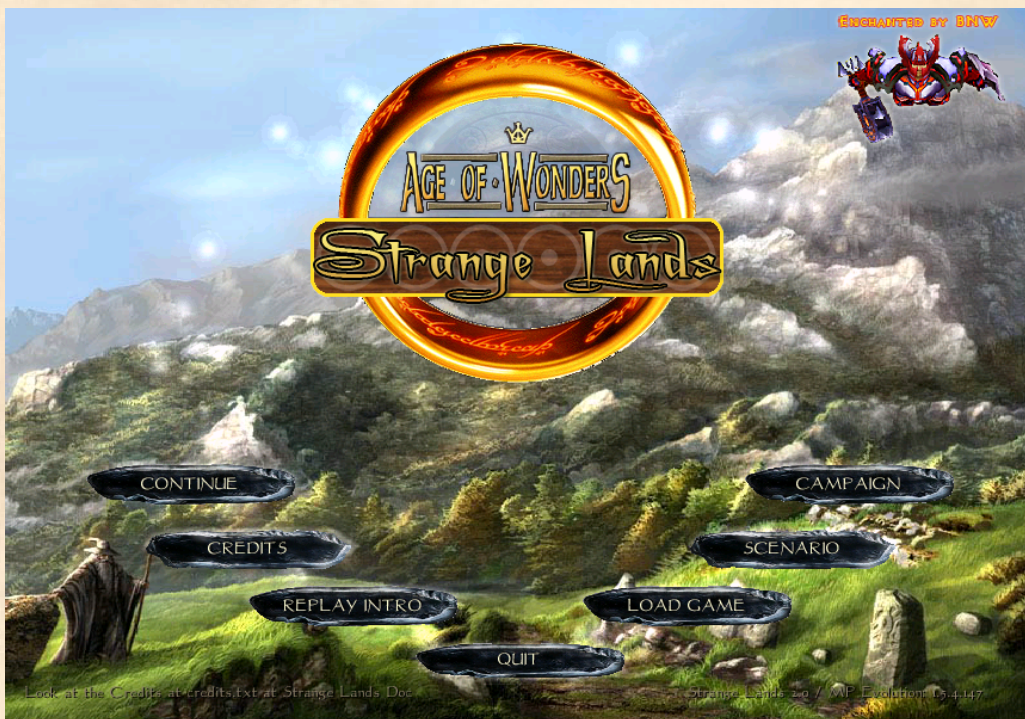 Enchanted by BNW
AGE OF WONDERS
Strange Lands
CONTINUE
CAMPAIGN
CREDITS
SCENARIO
REPLAY INTRO
LOAD GAME
QUIT
Look at the Credits at credits.txt at Strange Lands Doc
Strange Lands 2.0 / MP Evolution: 1.5.4.147